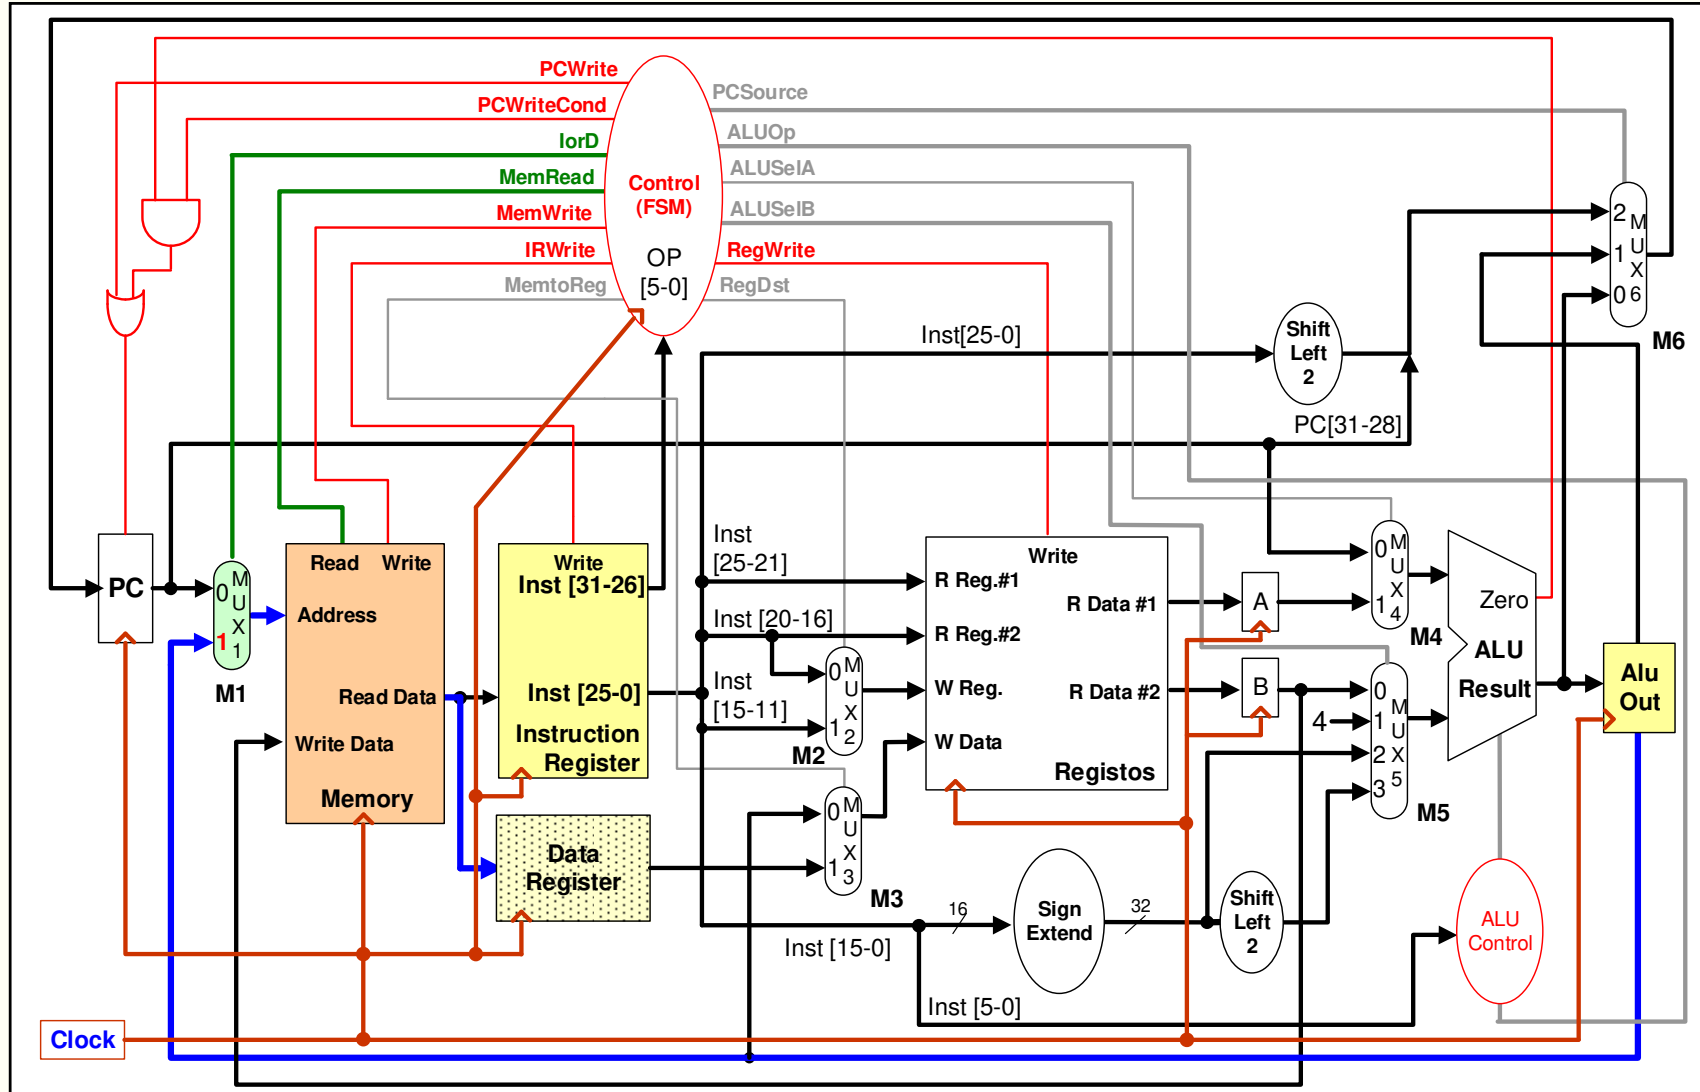 PCWrite
PCWriteCond
IorD
MemRead
MemWrite
IRWrite
MemtoReg
Control
(FSM)
OP
[5-0]
PCSource
ALUOp
ALUSelA
ALUSelB
RegWrite
RegDst
2
1
0
M
U
X
6
M6
Inst[25-0]
Shift
Left
2
PC[31-28]
PC
0
1
M
U
X
1
M1
Read
Write
Address
Read Data
Write Data
Memory
Write
Inst [31-26]
Inst [25-0]
Instruction
Register
Data
Register
Inst
[25-21]
Inst [20-16]
Inst
[15-11]
0
1
M
U
X
2
M2
0
1
M
U
X
3
M3
Write
R Reg.#1
R Reg.#2
W Reg.
W Data
R Data #1
R Data #2
Registos
A
B
4
0
1
M
U
X
4
M4
0
1
2
3
M
U
X
5
M5
Zero
ALU
Result
Alu
Out
Inst [15-0]
16
Sign
Extend
32
Shift
Left
2
ALU
Control
Inst [5-0]
Clock